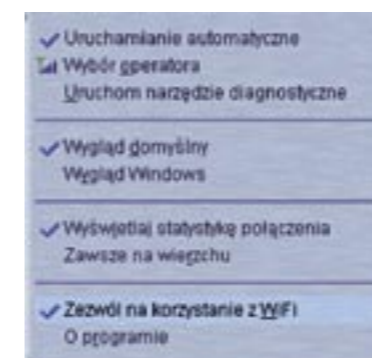 Uruchamianie automatyczne
Wybór operatora
Uruchom narzędzie diagnostyczne
Wygląd domyślny
Wygląd Windows
Wyświetlaj statystykę połączenia
Zawsze na wierzchu
Zezwól na korzystanie z WiFi
O programie